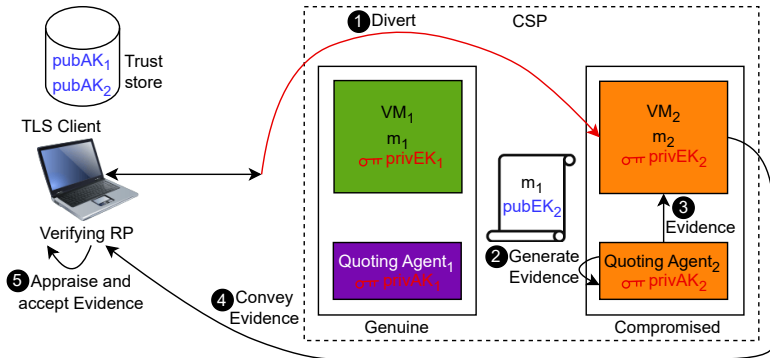 1 Divert
CSP
pubAK1
pubAK2
Trust
store
TLS Client
VM1
m1
privEK1
VM2
m2
privEK2
m1
pubEK2
3
Evidence
Verifying RP
2 Generate
Evidence
Quoting Agent1
privAK1
Quoting Agent2
privAK2
5 Appraise and
accept Evidence
4 Convey
Evidence
Genuine
Compromised